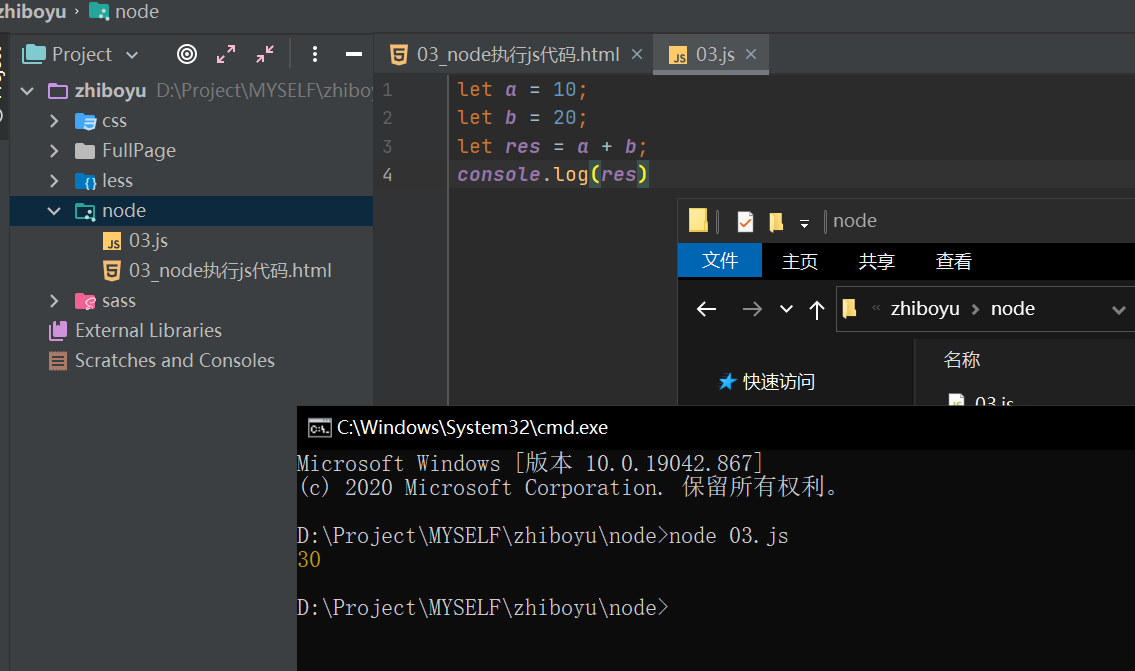 zhiboyu › node
Project
03_node执行js代码.html
03.js
zhiboyu D:\Project\MYSELF\zhiboy
css
FullPage
less
node
03.js
03_node执行js代码.html
sass
External Libraries
Scratches and Consoles
1 let a = 10;
2 let b = 20;
3 let res = a + b;
4 console.log(res)
node
文件 主页 共享 查看
« zhiboyu › node
快速访问
名称
03.js
C:\Windows\System32\cmd.exe
Microsoft Windows [版本 10.0.19042.867]
(c) 2020 Microsoft Corporation. 保留所有权利。
D:\Project\MYSELF\zhiboyu\node>node 03.js
30
D:\Project\MYSELF\zhiboyu\node>